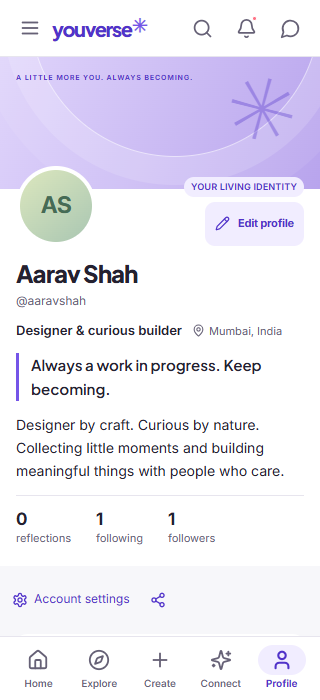 youverse
A LITTLE MORE YOU. ALWAYS BECOMING.
YOUR LIVING IDENTITY
AS
Edit profile
Aarav Shah
@aaravshah
Designer & curious builder Mumbai, India
Always a work in progress. Keep
becoming.
Designer by craft. Curious by nature.
Collecting little moments and building
meaningful things with people who care.
0 1 1
reflections following followers
Account settings
Home Explore Create Connect Profile